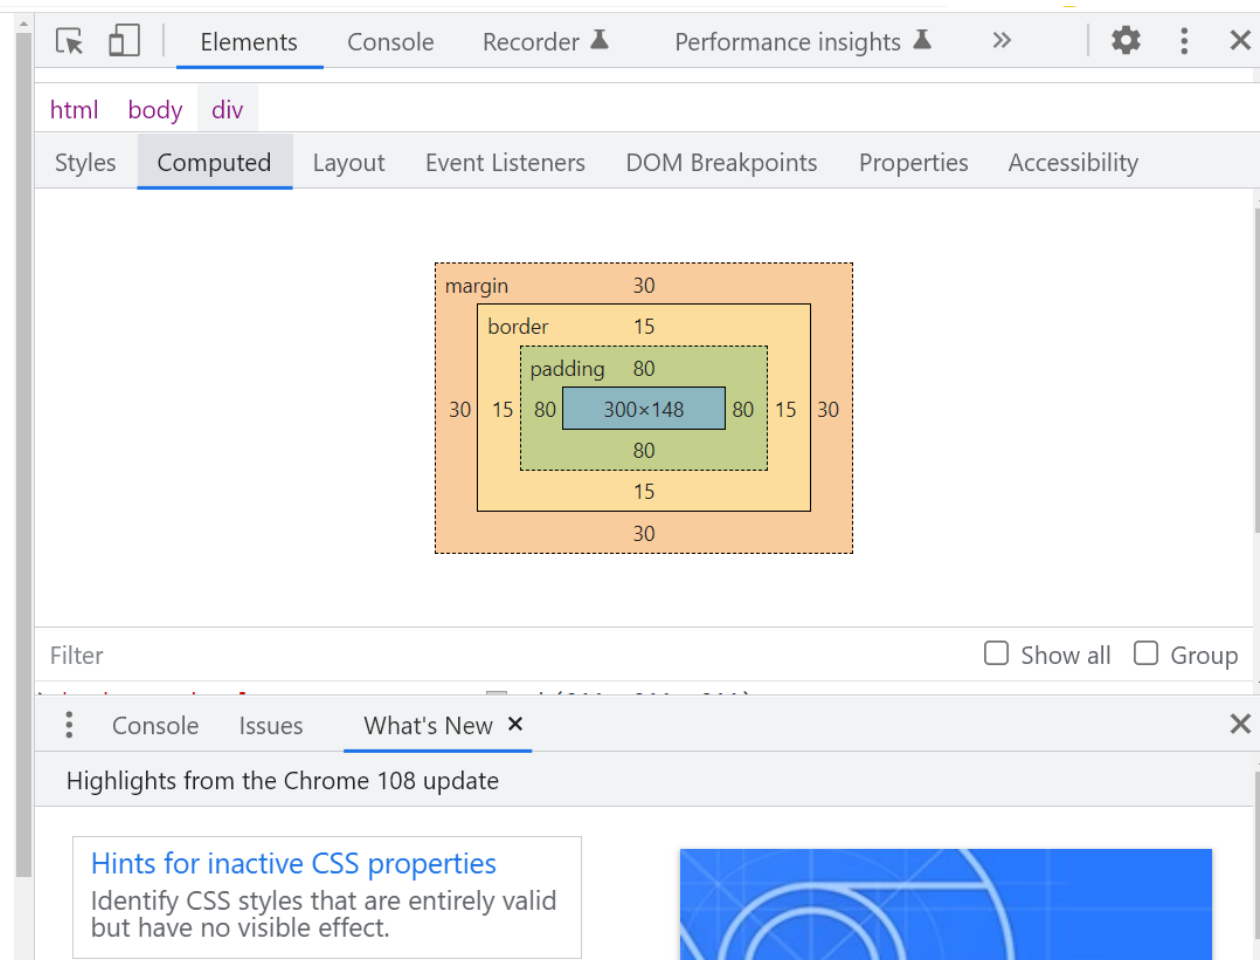 Elements Console Recorder Performance insights
html body div
Styles Computed Layout Event Listeners DOM Breakpoints Properties Accessibility
margin 30
border 15
padding 80
30 15 80 300×148 80 15 30
80
15
30
Filter Show all Group
Console Issues What's New
Highlights from the Chrome 108 update
Hints for inactive CSS properties
Identify CSS styles that are entirely valid
but have no visible effect.